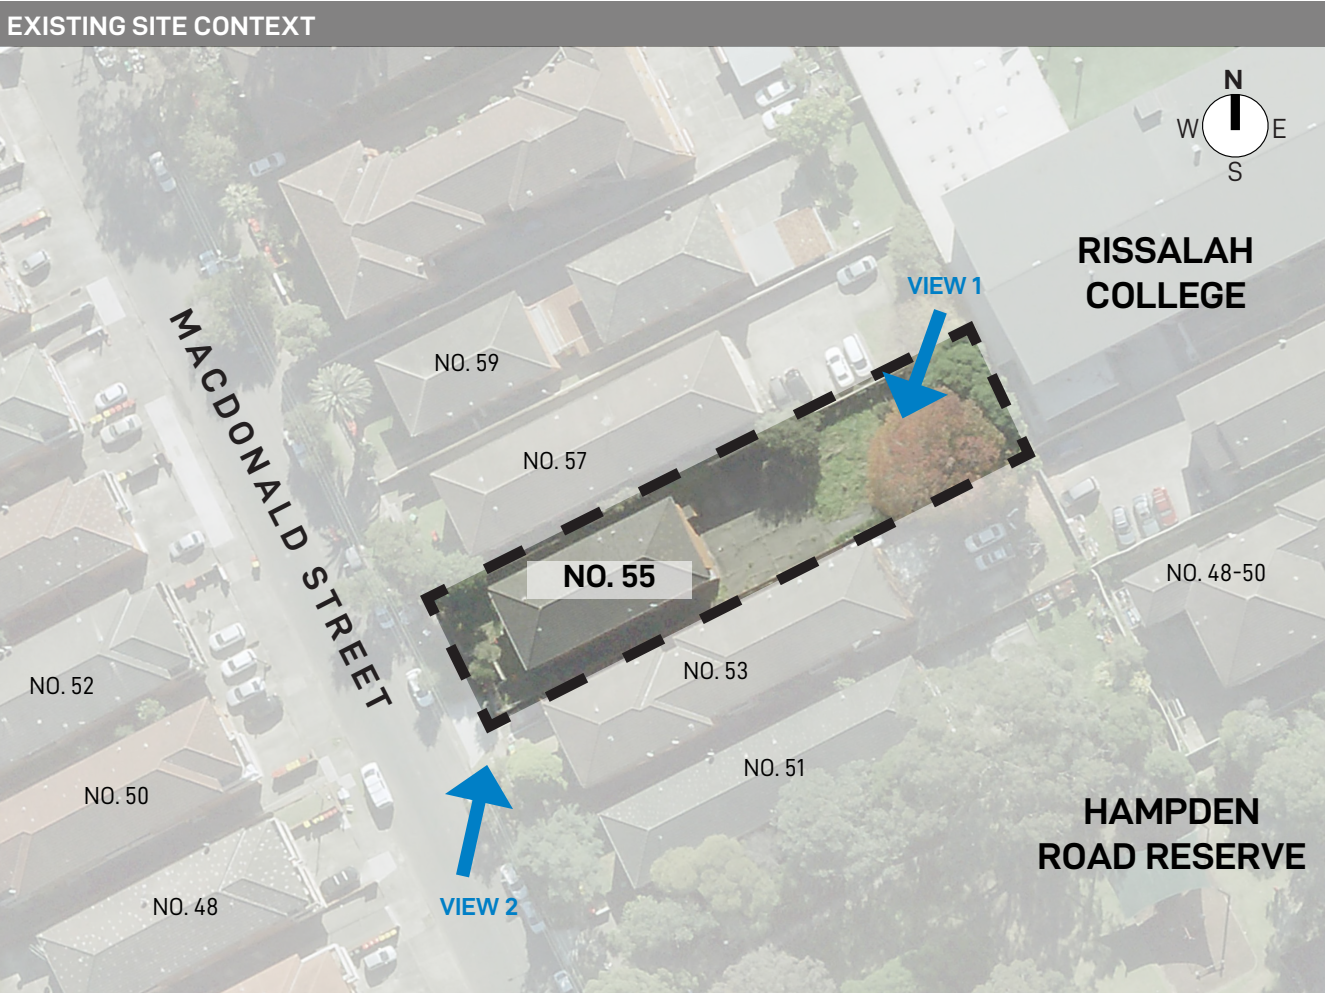 EXISTING SITE CONTEXT
N
W
E
S
RISSALAH
COLLEGE
VIEW 1
MACDONALD STREET
NO. 59
NO. 57
NO. 55
NO. 48-50
NO. 53
NO. 52
NO. 51
NO. 50
HAMPDEN
ROAD RESERVE
NO. 48
VIEW 2